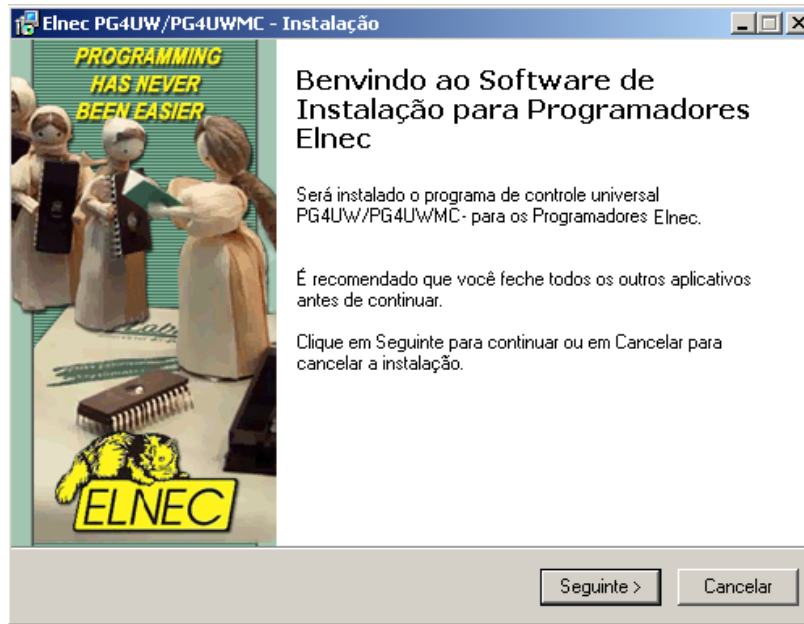 Elnec PG4UW/PG4UWMC - Instalação
PROGRAMMING
HAS NEVER
BEEN EASIER
Benvindo ao Software de
Instalação para Programadores
Elnec
Será instalado o programa de controle universal
PG4UW/PG4UWMC- para os Programadores Elnec.
É recomendado que você feche todos os outros aplicativos
antes de continuar.
Clique em Seguinte para continuar ou em Cancelar para
cancelar a instalação.
ELNEC
Seguinte >
Cancelar